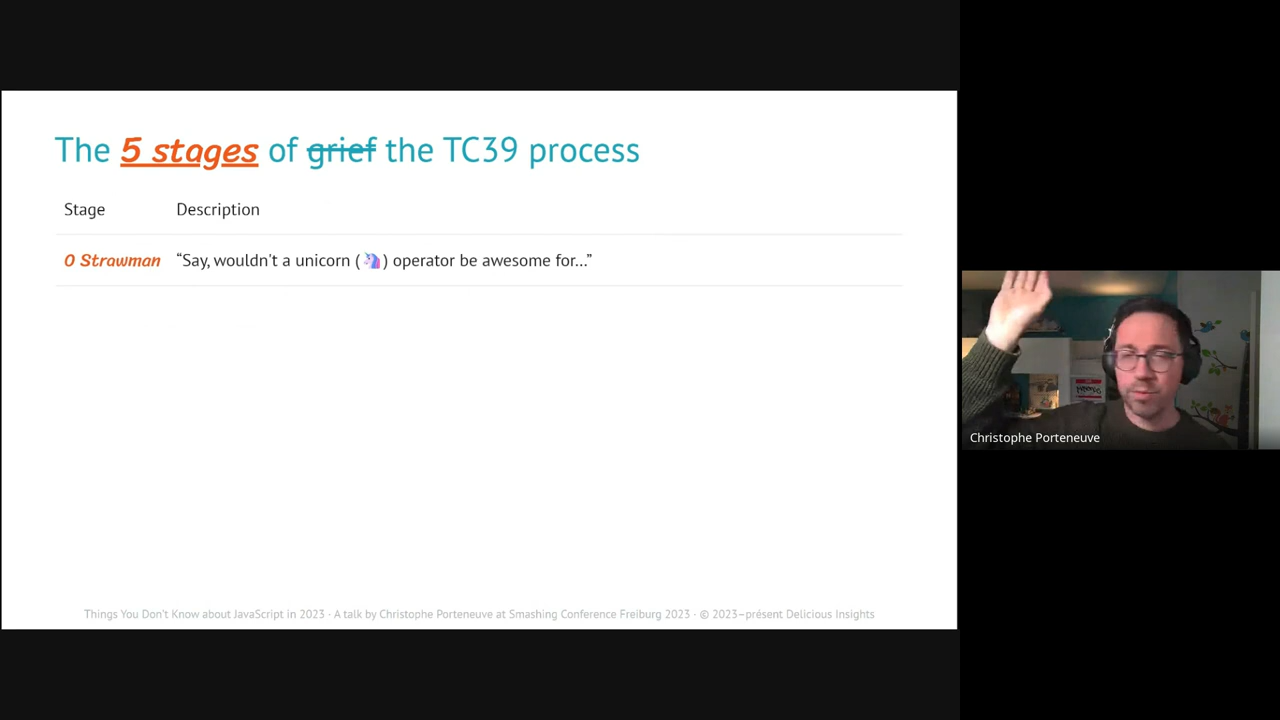 The 5 stages of grief the TC39 process
Stage Description
0 Strawman “Say, wouldn't a unicorn (🦄) operator be awesome for…”
Things You Don't Know about JavaScript in 2023 · A talk by Christophe Porteneuve at Smashing Conference Freiburg 2023 · © 2023–présent Delicious Insights
Christophe Porteneuve